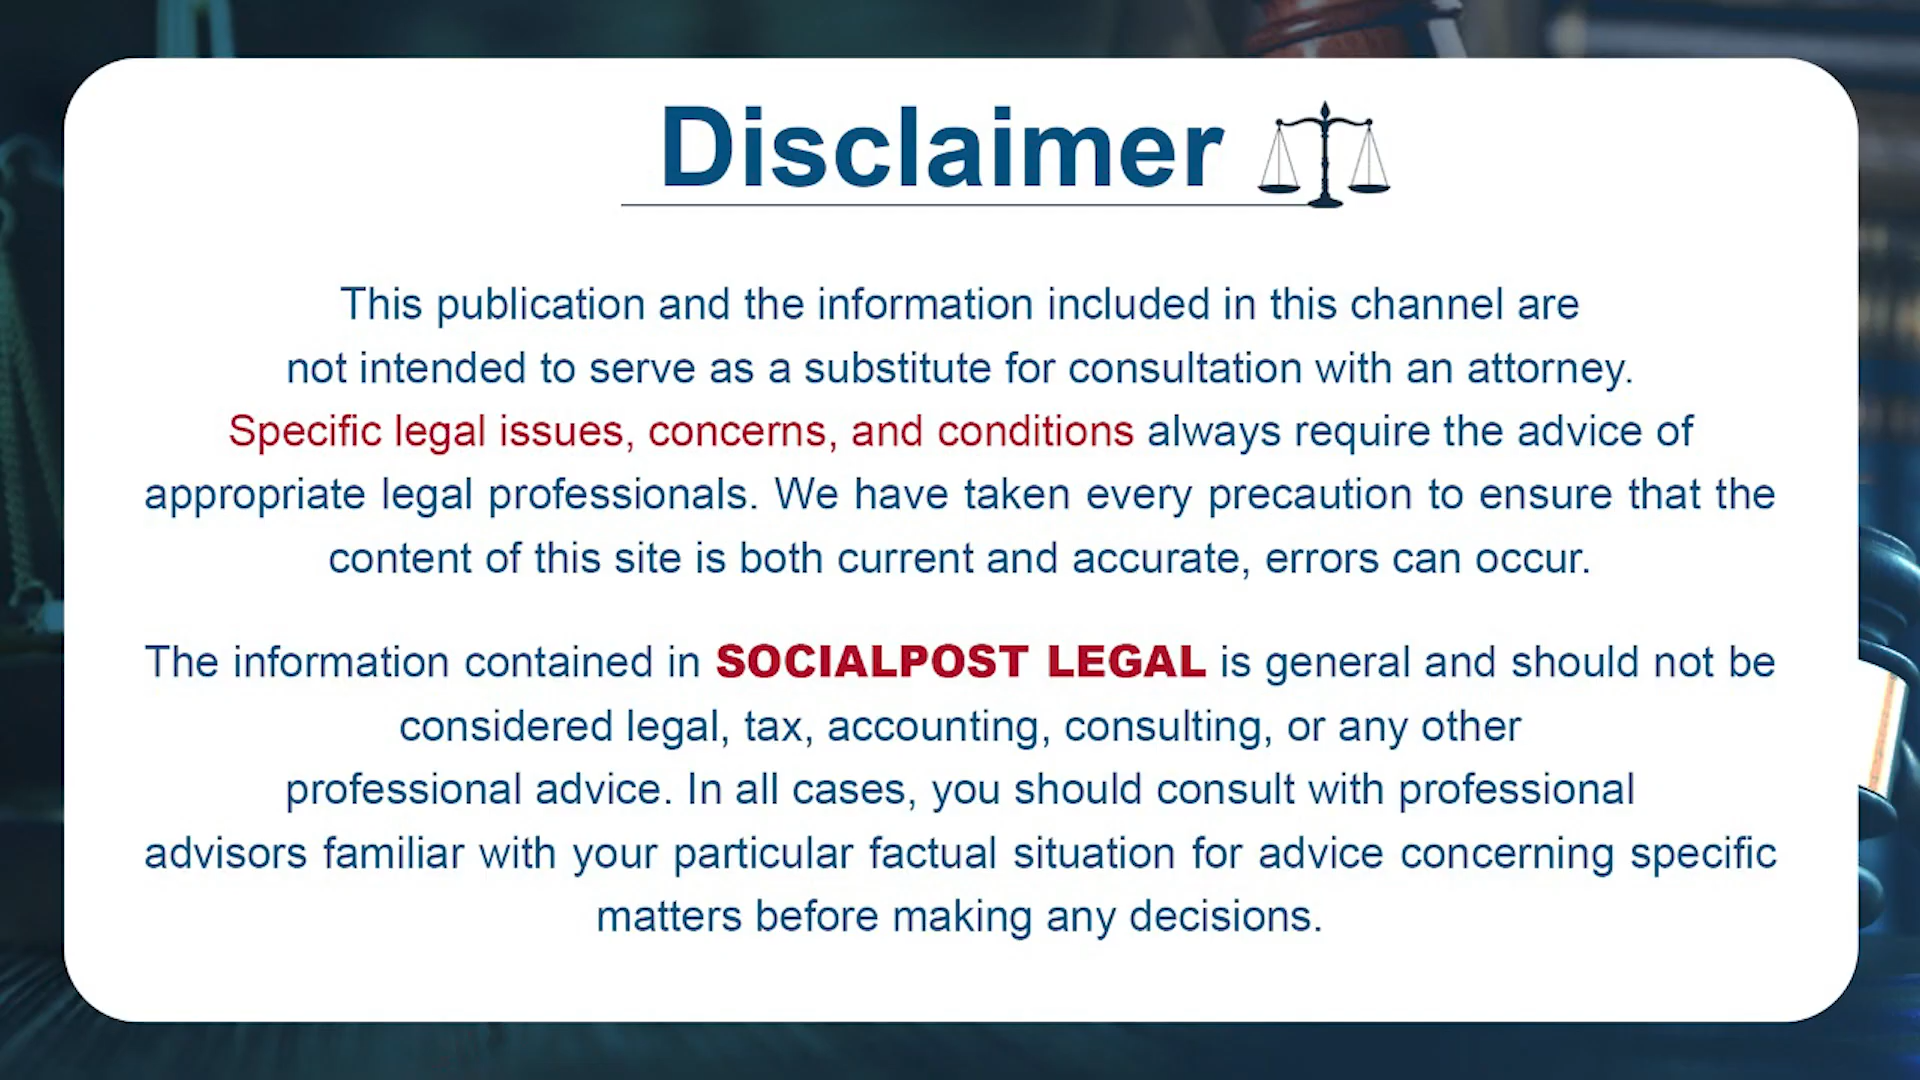 Disclaimer
This publication and the information included in this channel are
not intended to serve as a substitute for consultation with an attorney.
Specific legal issues, concerns, and conditions always require the advice of
appropriate legal professionals. We have taken every precaution to ensure that the
content of this site is both current and accurate, errors can occur.
The information contained in SOCIALPOST LEGAL is general and should not be
considered legal, tax, accounting, consulting, or any other
professional advice. In all cases, you should consult with professional
advisors familiar with your particular factual situation for advice concerning specific
matters before making any decisions.